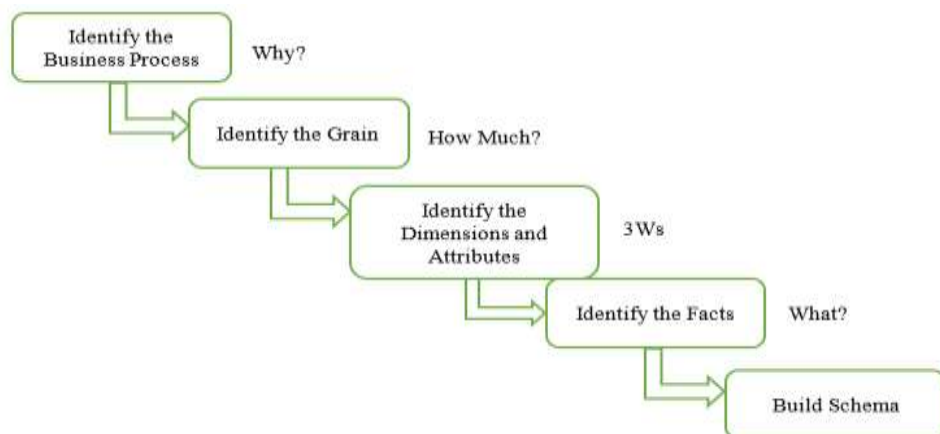 Identify the
Business Process
Why?
Identify the Grain
How Much?
Identify the
Dimensions and
Attributes
3Ws
Identify the Facts
What?
Build Schema